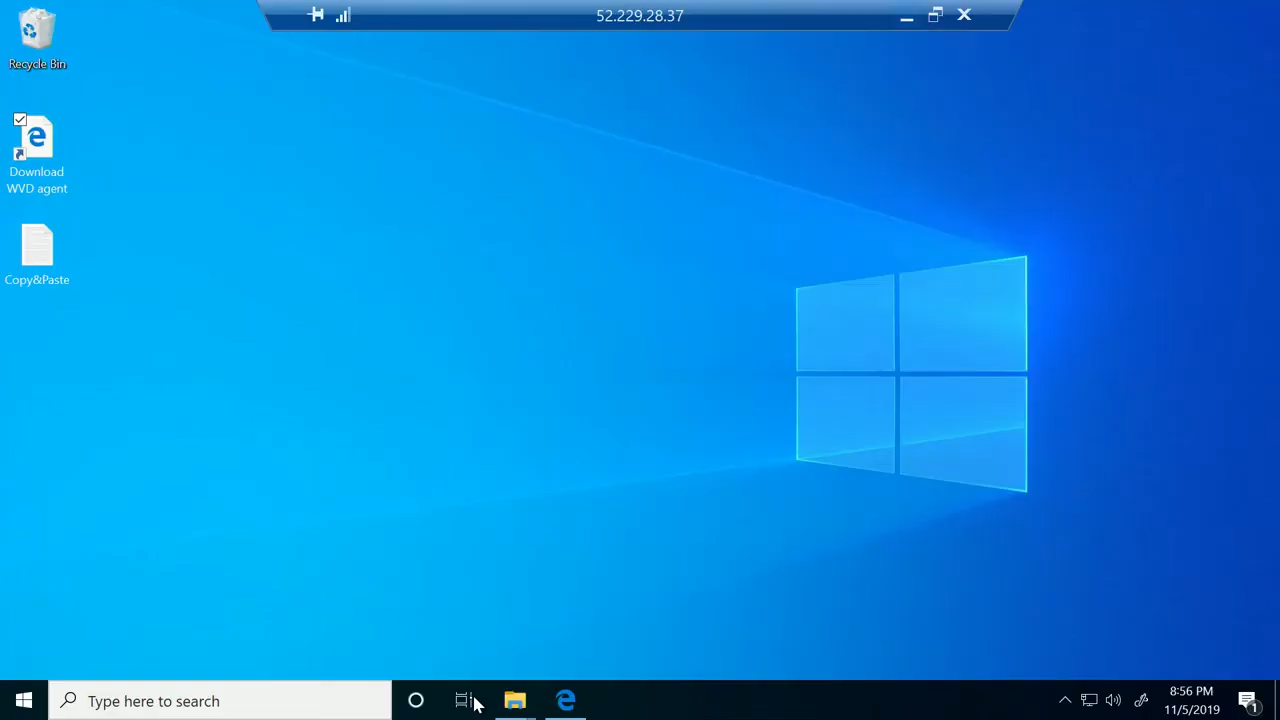 52.229.28.37
Recycle Bin
Download
WVD agent
Copy&Paste
Type here to search
8:56 PM
11/5/2019
1